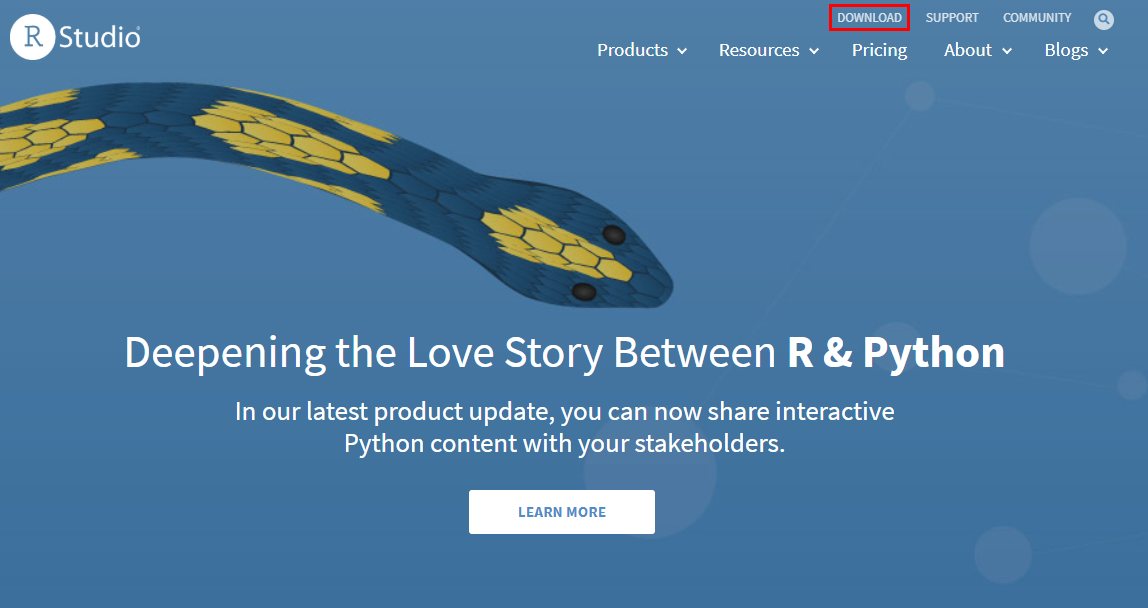 R Studio®
DOWNLOAD SUPPORT COMMUNITY
Products Resources Pricing About Blogs
Deepening the Love Story Between R & Python
In our latest product update, you can now share interactive
Python content with your stakeholders.
LEARN MORE